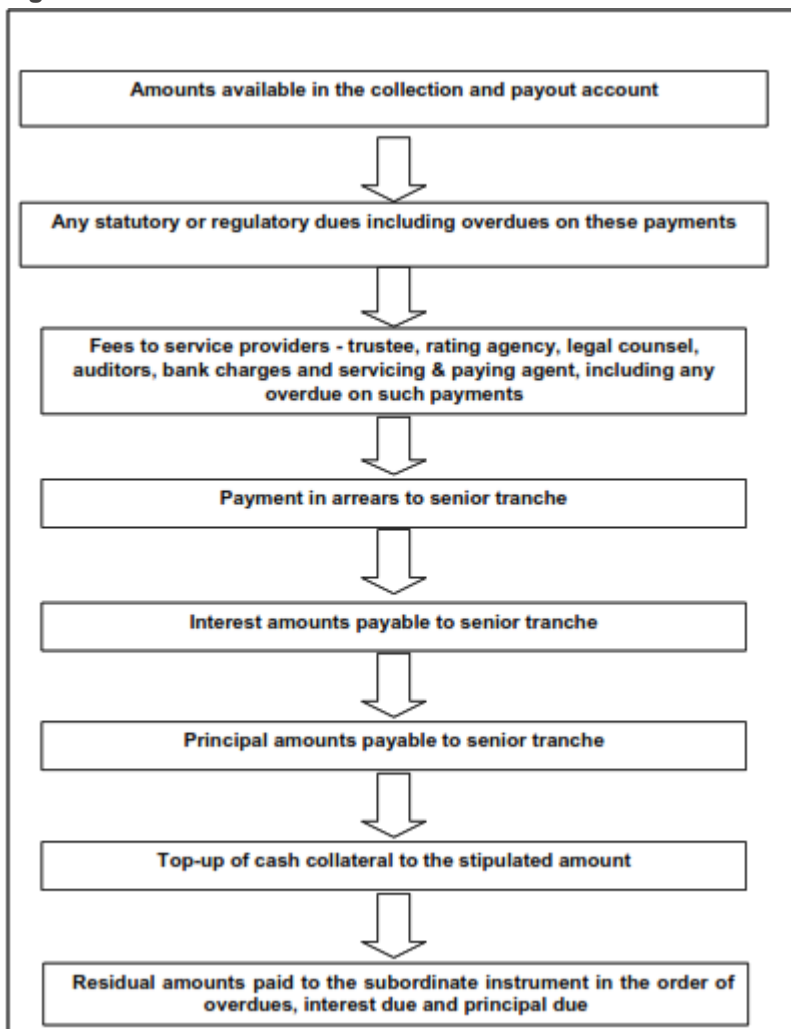 Amounts available in the collection and payout account
Any statutory or regulatory dues including overdues on these payments
Fees to service providers - trustee, rating agency, legal counsel,
auditors, bank charges and servicing & paying agent, including any
overdue on such payments
Payment in arrears to senior tranche
Interest amounts payable to senior tranche
Principal amounts payable to senior tranche
Top-up of cash collateral to the stipulated amount
Residual amounts paid to the subordinate instrument in the order of
overdues, interest due and principal due